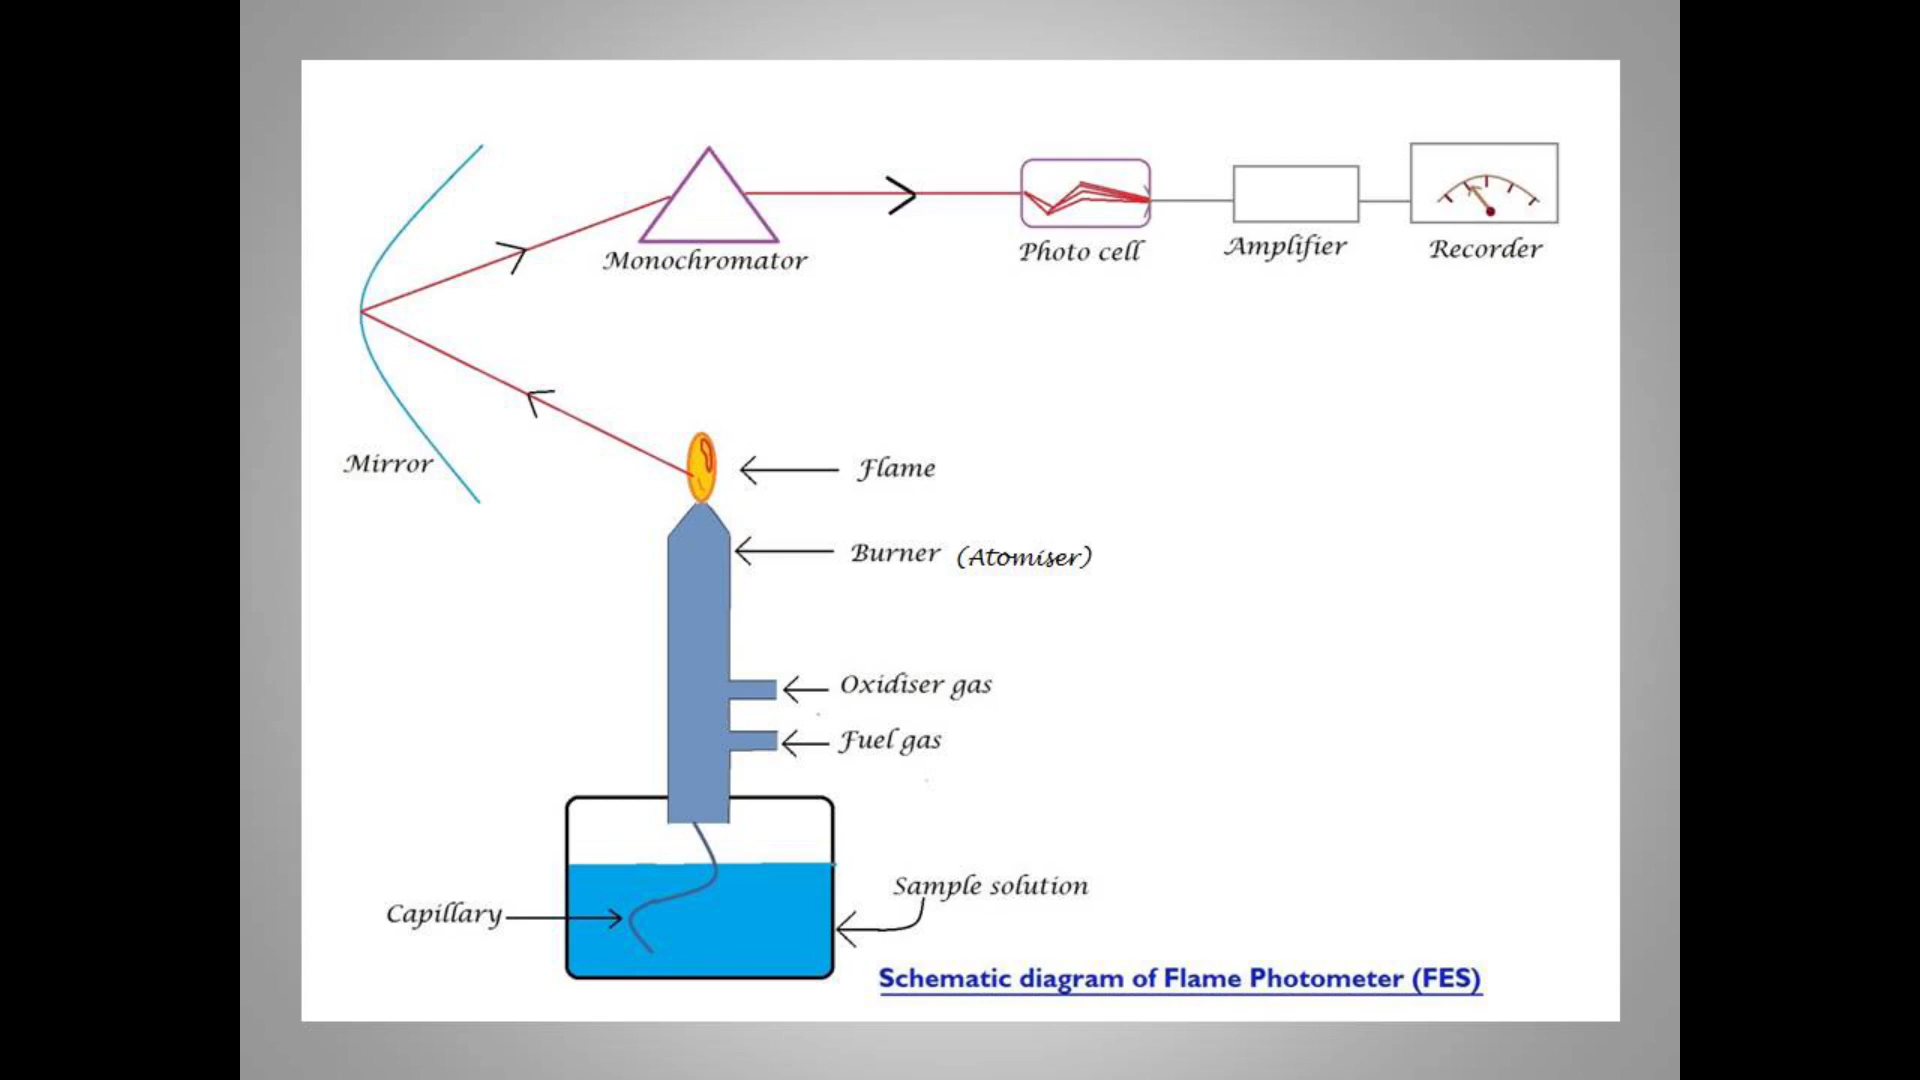 Monochromator
Photo cell
Amplifier
Recorder
Mirror
Flame
Burner (Atomiser)
Oxidiser gas
Fuel gas
Sample solution
Capillary
Schematic diagram of Flame Photometer (FES)